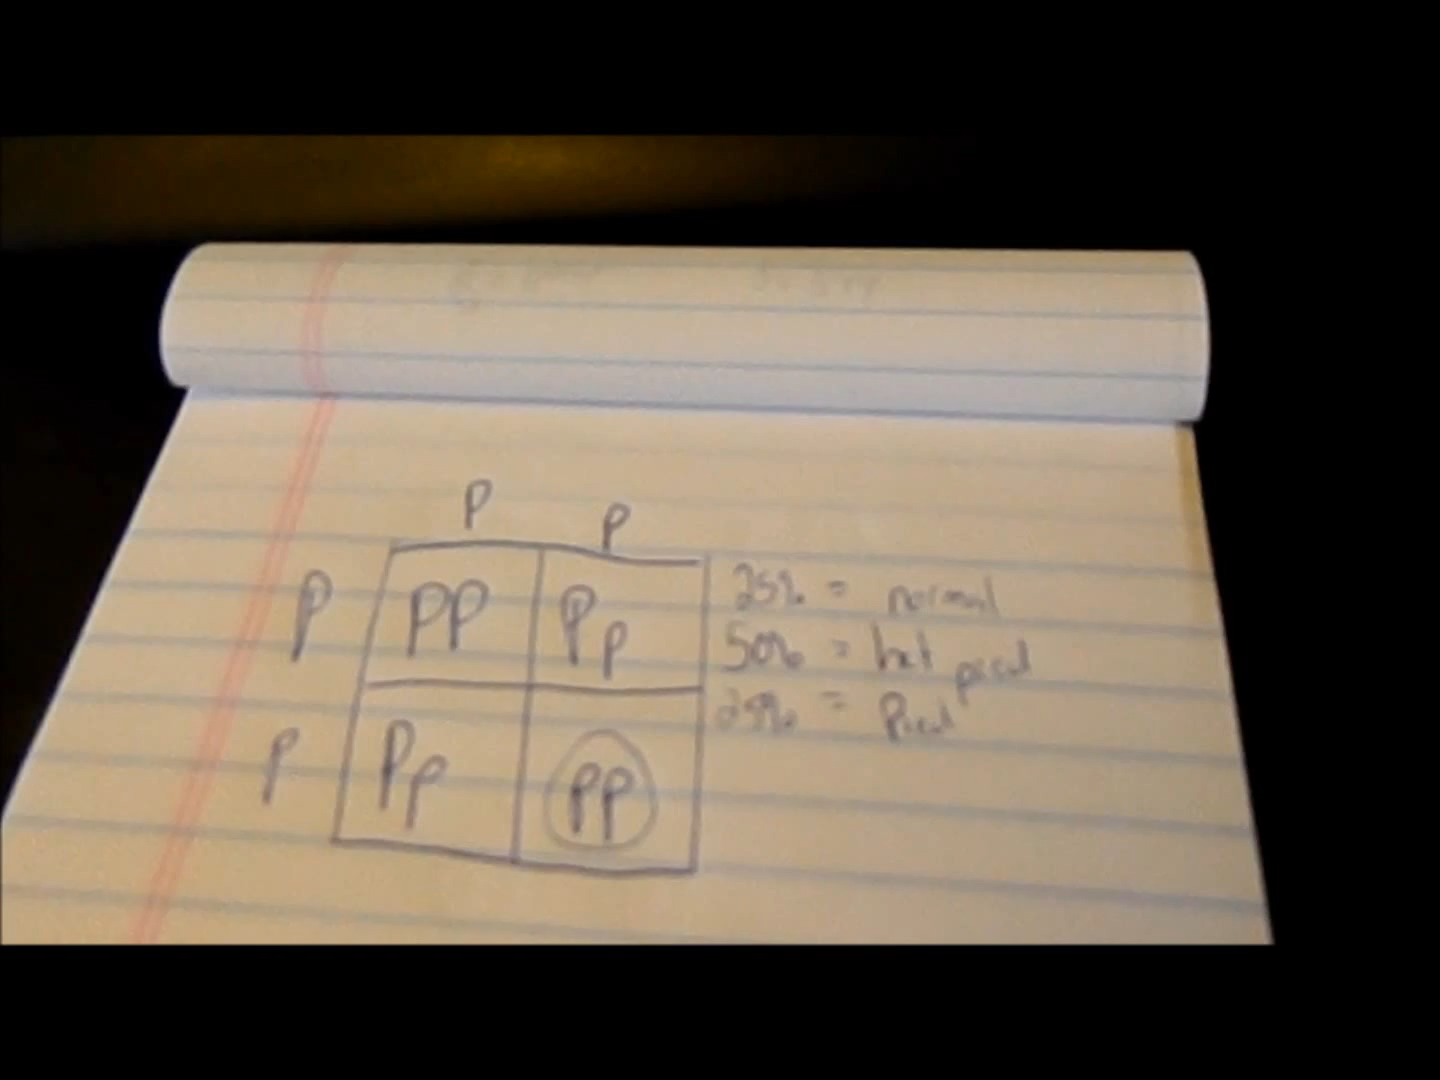 P p
P PP Pp
p Pp pp
25% = normal
50% = het pied
25% = Pied